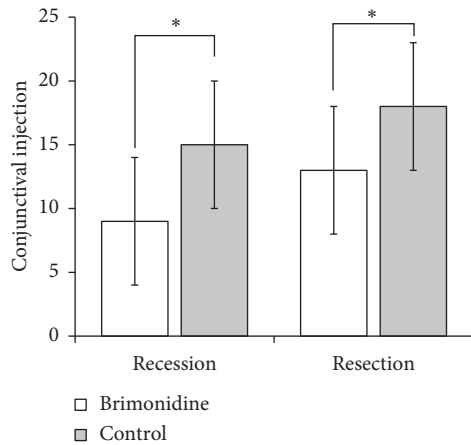 25
20
15
10
5
0
Conjunctival injection
*
*
Recession
Resection
Brimonidine
Control